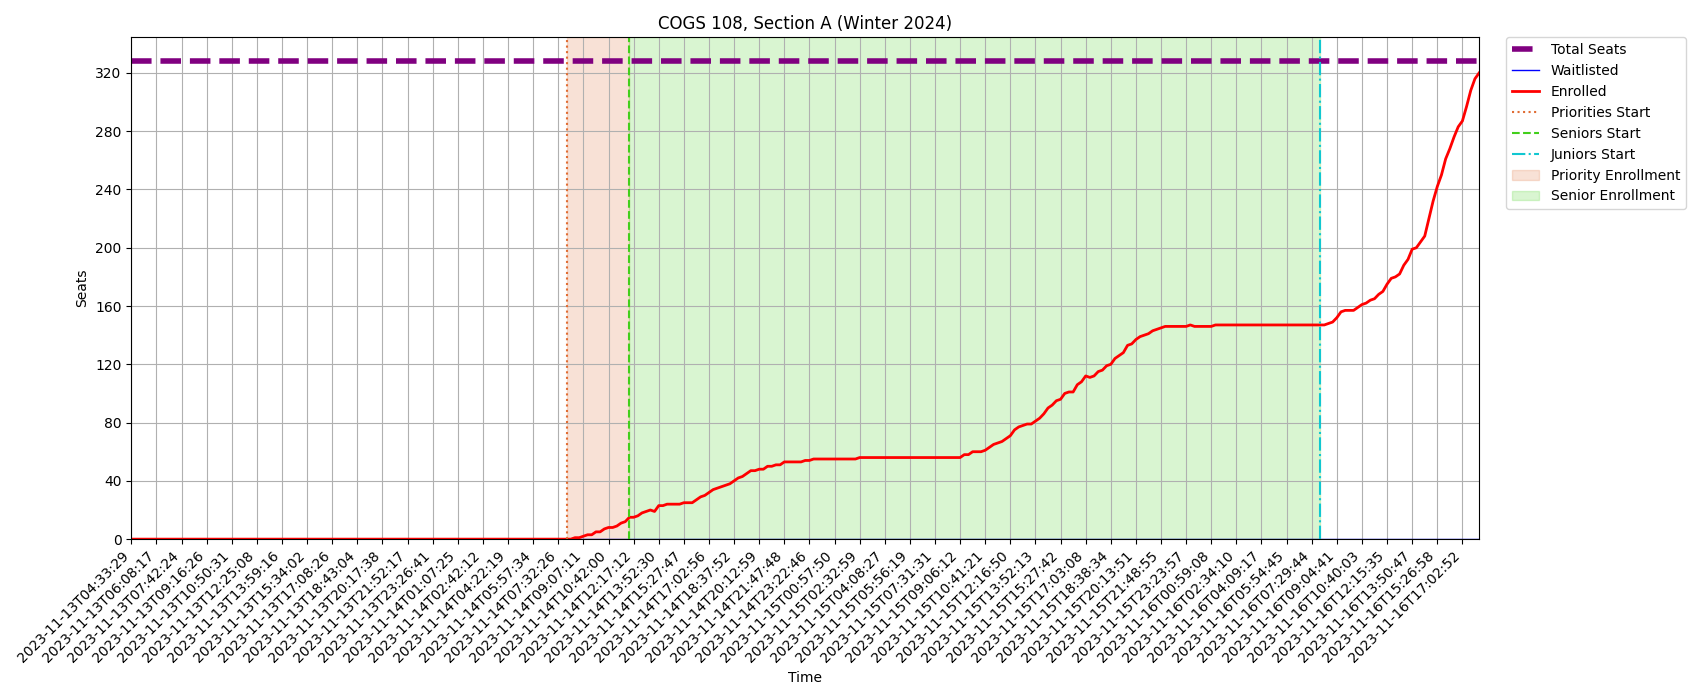 COGS 108, Section A (Winter 2024)
Total Seats
Waitlisted
Enrolled
Priorities Start
Seniors Start
Juniors Start
Priority Enrollment
Senior Enrollment
Seats
320
280
240
200
160
120
80
40
0
2023-11-13T04:33:29
2023-11-13T06:08:17
2023-11-13T07:42:24
2023-11-13T09:16:26
2023-11-13T10:50:31
2023-11-13T12:25:08
2023-11-13T13:59:16
2023-11-13T15:34:02
2023-11-13T17:08:26
2023-11-13T18:43:04
2023-11-13T20:17:38
2023-11-13T21:52:17
2023-11-13T23:26:41
2023-11-14T01:07:25
2023-11-14T02:42:12
2023-11-14T04:22:19
2023-11-14T05:57:34
2023-11-14T07:32:26
2023-11-14T09:07:11
2023-11-14T10:42:00
2023-11-14T12:17:12
2023-11-14T13:52:30
2023-11-14T15:27:47
2023-11-14T17:02:56
2023-11-14T18:37:52
2023-11-14T20:12:59
2023-11-14T21:47:48
2023-11-14T23:22:46
2023-11-15T00:57:50
2023-11-15T02:32:59
2023-11-15T04:08:27
2023-11-15T05:56:19
2023-11-15T07:31:31
2023-11-15T09:06:12
2023-11-15T10:41:21
2023-11-15T12:16:50
2023-11-15T13:52:13
2023-11-15T15:27:42
2023-11-15T17:03:08
2023-11-15T18:38:34
2023-11-15T20:13:51
2023-11-15T21:48:55
2023-11-15T23:23:57
2023-11-16T00:59:08
2023-11-16T02:34:10
2023-11-16T04:09:17
2023-11-16T05:54:45
2023-11-16T07:29:44
2023-11-16T09:04:41
2023-11-16T10:40:03
2023-11-16T12:15:35
2023-11-16T13:50:47
2023-11-16T15:26:58
2023-11-16T17:02:52
Time